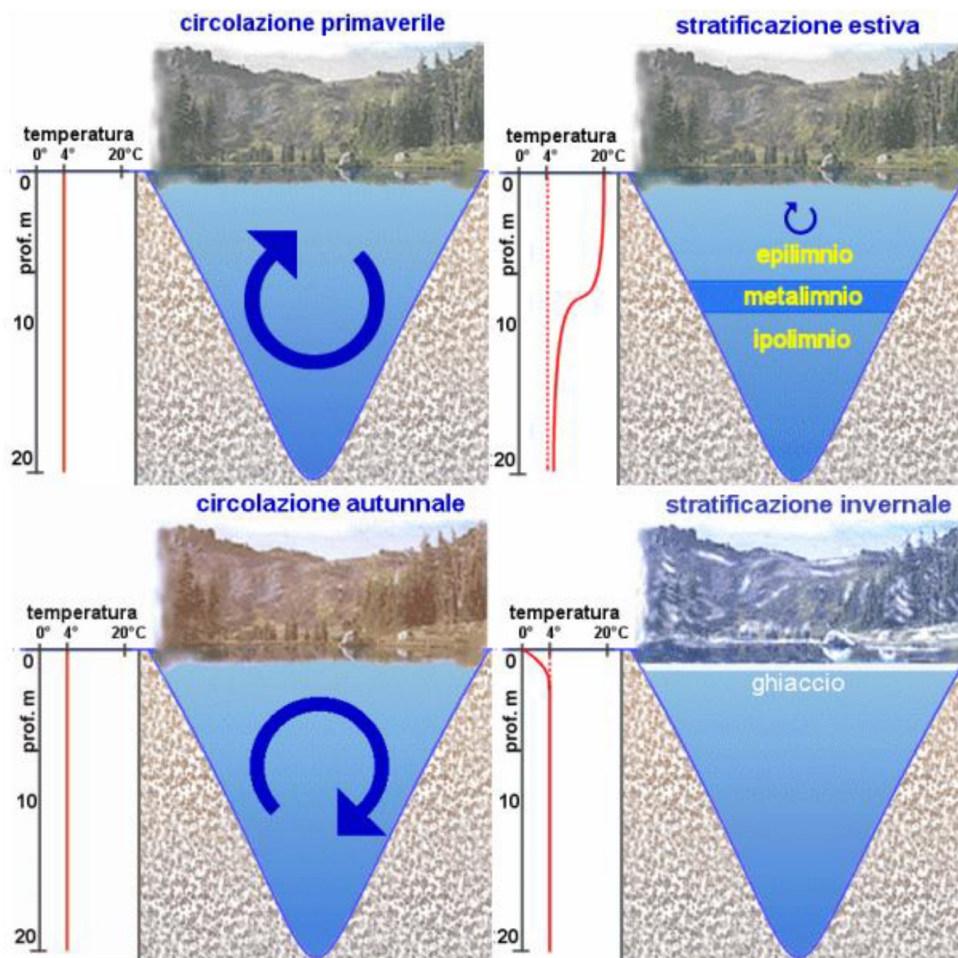 circolazione primaverile
temperatura
0° 4° 20°C
0
prof. m
10
20
stratificazione estiva
temperatura
0° 4° 20°C
0
prof. m
10
20
epilimnio
metalimnio
ipolimnio
circolazione autunnale
temperatura
0° 4° 20°C
0
prof. m
10
20
stratificazione invernale
temperatura
0° 4° 20°C
0
prof. m
10
20
ghiaccio